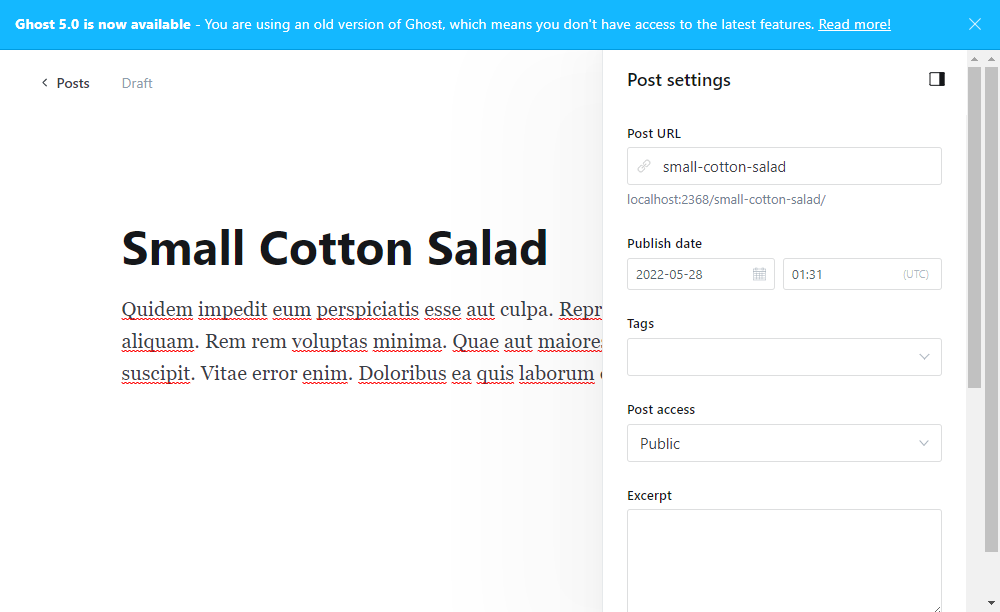 Ghost 5.0 is now available - You are using an old version of Ghost, which means you don't have access to the latest features. Read more!
Posts
Draft
Small Cotton Salad
Quidem impedit eum perspiciatis esse aut culpa. Repr
aliquam. Rem rem voluptas minima. Quae aut maiores
suscipit. Vitae error enim. Doloribus ea quis laborum
Post settings
Post URL
small-cotton-salad
localhost:2368/small-cotton-salad/
Publish date
2022-05-28
01:31
(UTC)
Tags
Post access
Public
Excerpt